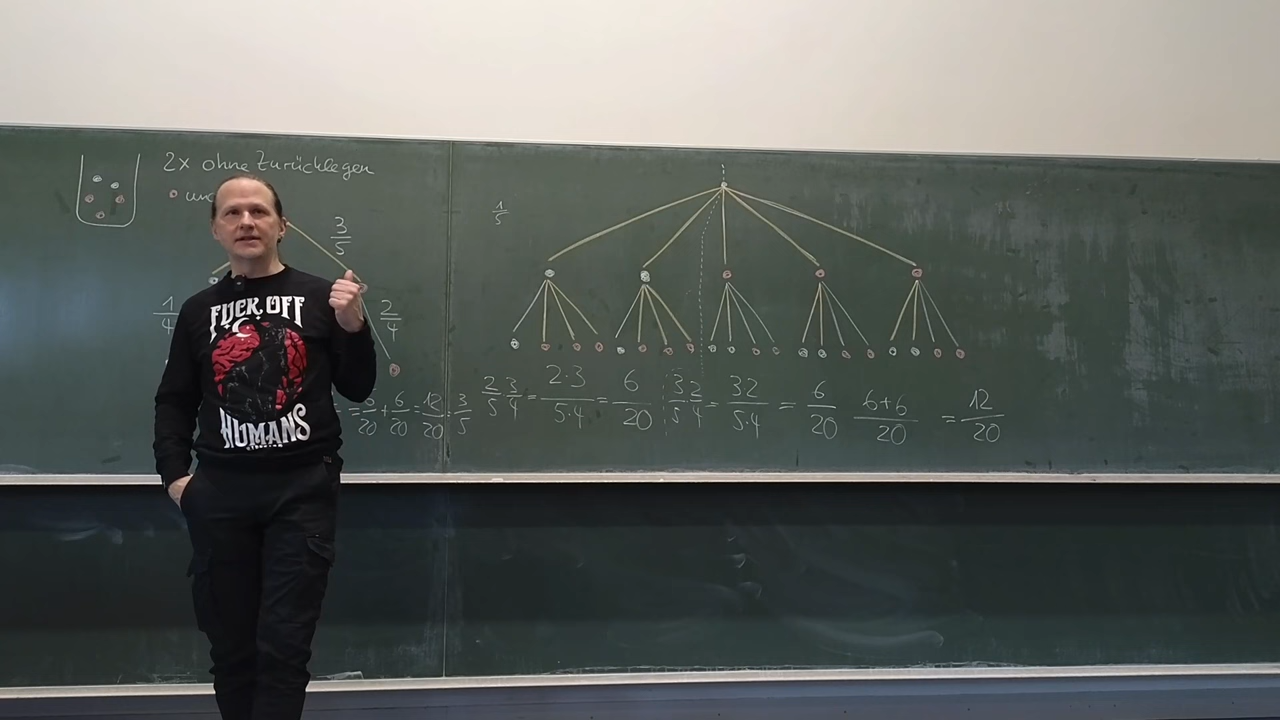 2x ohne Zurücklegen
3/5
1/4
2/4
= 6/20 + 6/20 = 12/20 = 3/5
1/5
2/5 3/4 = 2·3/5·4 = 6/20
3/5 2/4 = 3·2/5·4 = 6/20
6+6/20 = 12/20
FUCK OFF
HUMANS